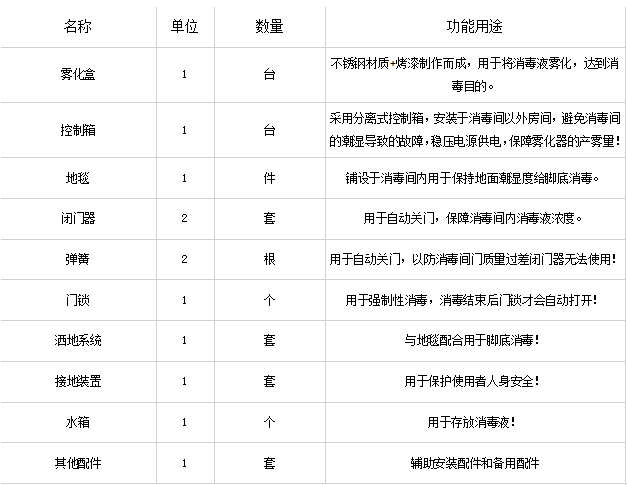 名称 单位 数量 功能用途
雾化盒 1 台 不锈钢材质+烤漆制作而成，用于将消毒液雾化，达到消
毒目的。
控制箱 1 台 采用分离式控制箱，安装于消毒间以外房间，避免消毒间
的潮显导致的故障，稳压电源供电，保障雾化器的产雾量！
地毯 1 件 铺设于消毒间内用于保持地面潮显度给脚底消毒。
闭门器 2 套 用于自动关门，保障消毒间内消毒液浓度。
弹簧 2 根 用于自动关门，以防消毒间门质量过差闭门器无法使用！
门锁 1 个 用于强制性消毒，消毒结束后门锁才会自动打开！
洒地系统 1 套 与地毯配合用于脚底消毒！
接地装置 1 套 用于保护使用者人身安全！
水箱 1 个 用于存放消毒液！
其他配件 1 套 辅助安装配件和备用配件